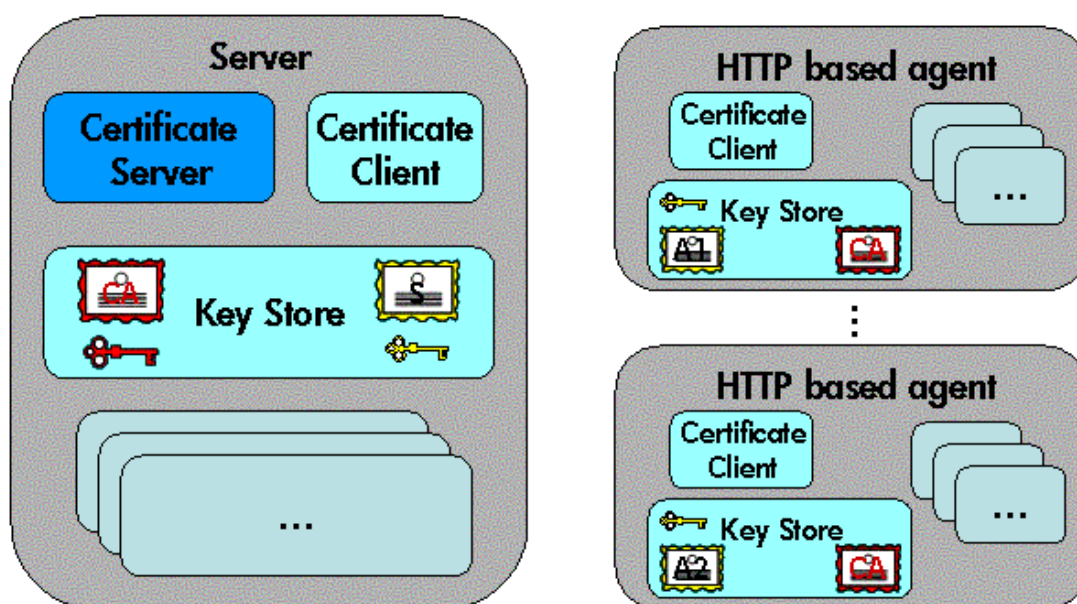 Server
Certificate
Server
Certificate
Client
CA
S
Key Store
...
HTTP based agent
Certificate
Client
...
Key Store
A1
CA
...
HTTP based agent
Certificate
Client
...
Key Store
A2
CA